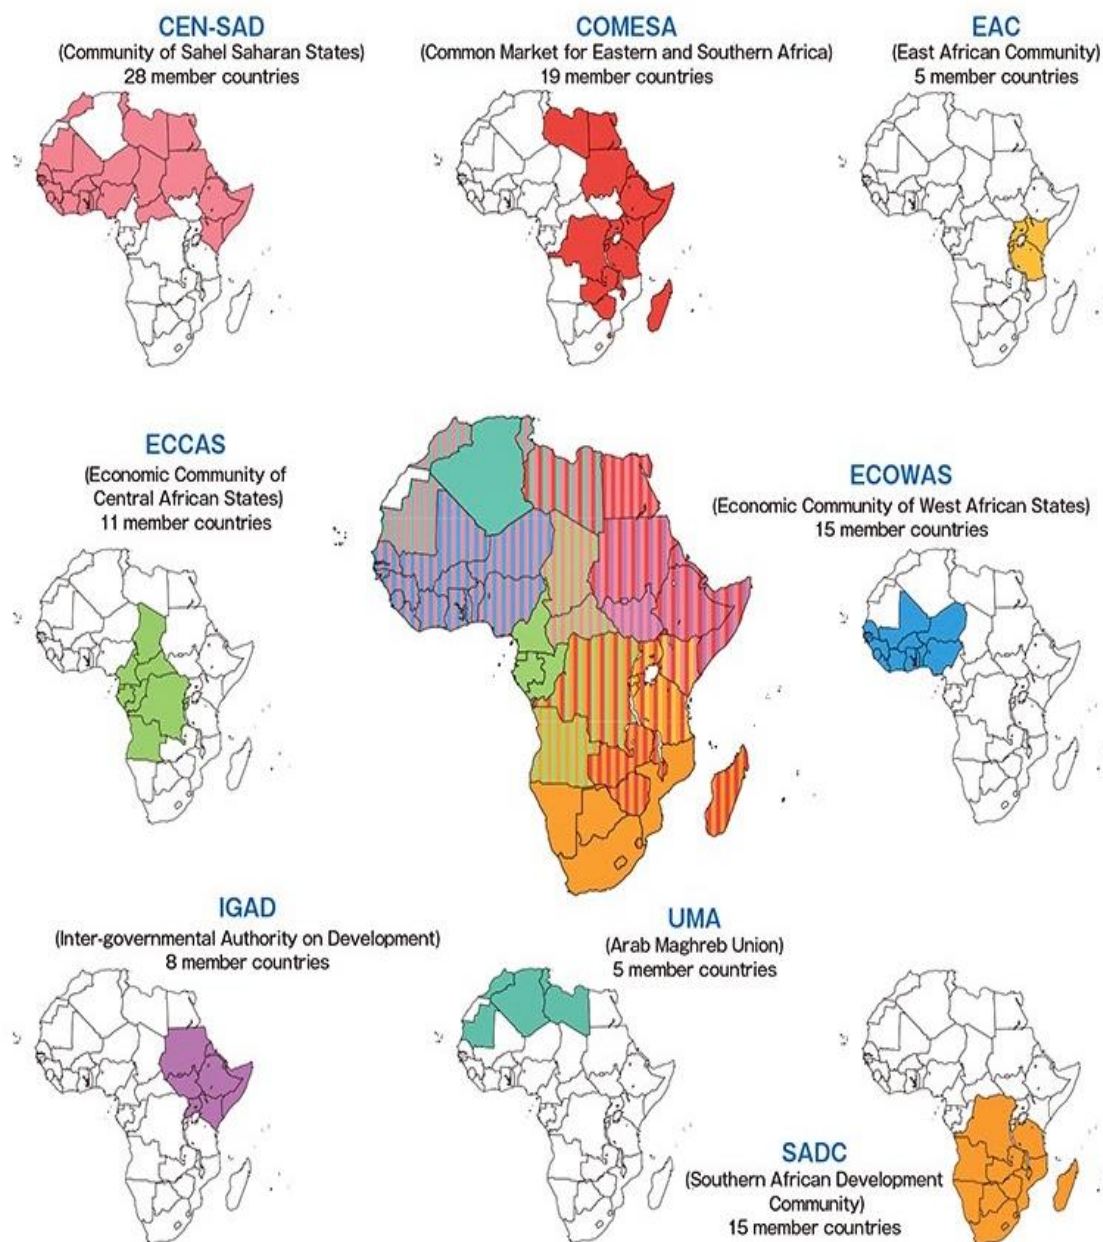 CEN-SAD
(Community of Sahel Saharan States)
28 member countries
COMESA
(Common Market for Eastern and Southern Africa)
19 member countries
EAC
(East African Community)
5 member countries
ECCAS
(Economic Community of
Central African States)
11 member countries
ECOWAS
(Economic Community of West African States)
15 member countries
IGAD
(Inter-governmental Authority on Development)
8 member countries
UMA
(Arab Maghreb Union)
5 member countries
SADC
(Southern African Development
Community)
15 member countries